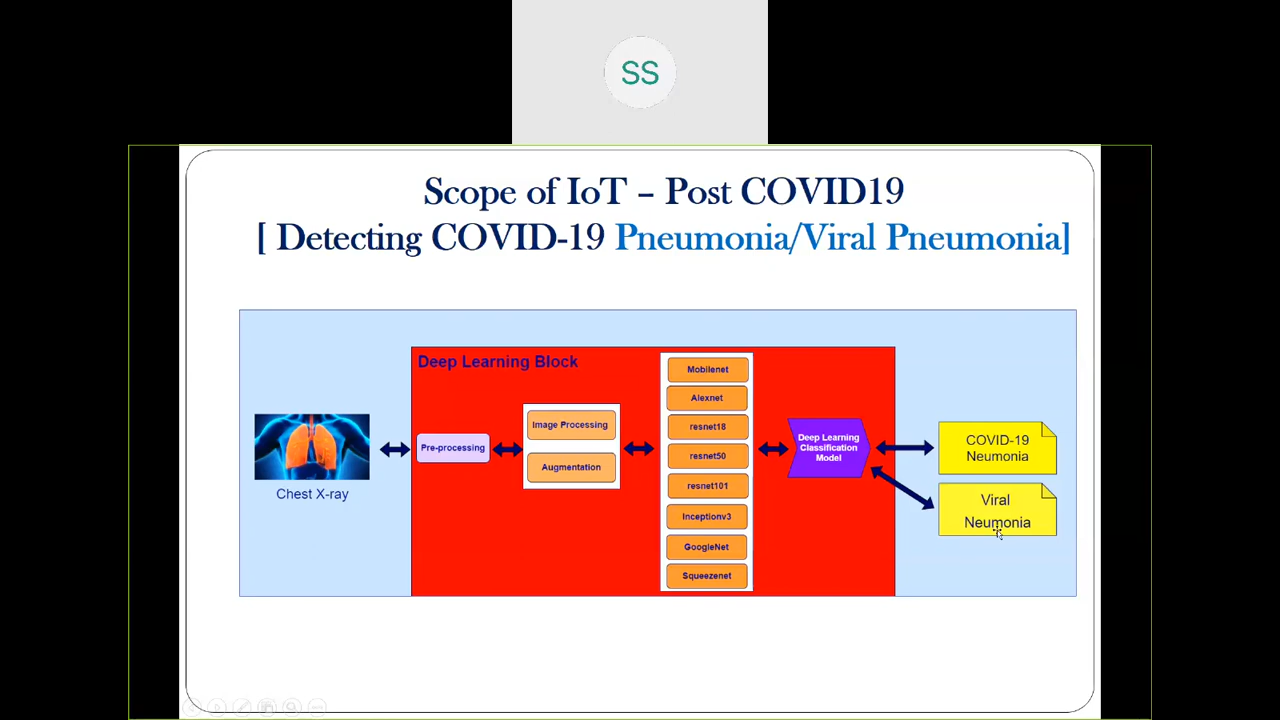 SS
Scope of IoT – Post COVID19
[ Detecting COVID-19 Pneumonia/Viral Pneumonia]
Deep Learning Block
Chest X-ray
Pre-processing
Image Processing
Augmentation
Mobilenet
Alexnet
resnet18
resnet50
resnet101
Inceptionv3
GoogleNet
Squeezenet
Deep Learning
Classification
Model
COVID-19
Neumonia
Viral
Neumonia